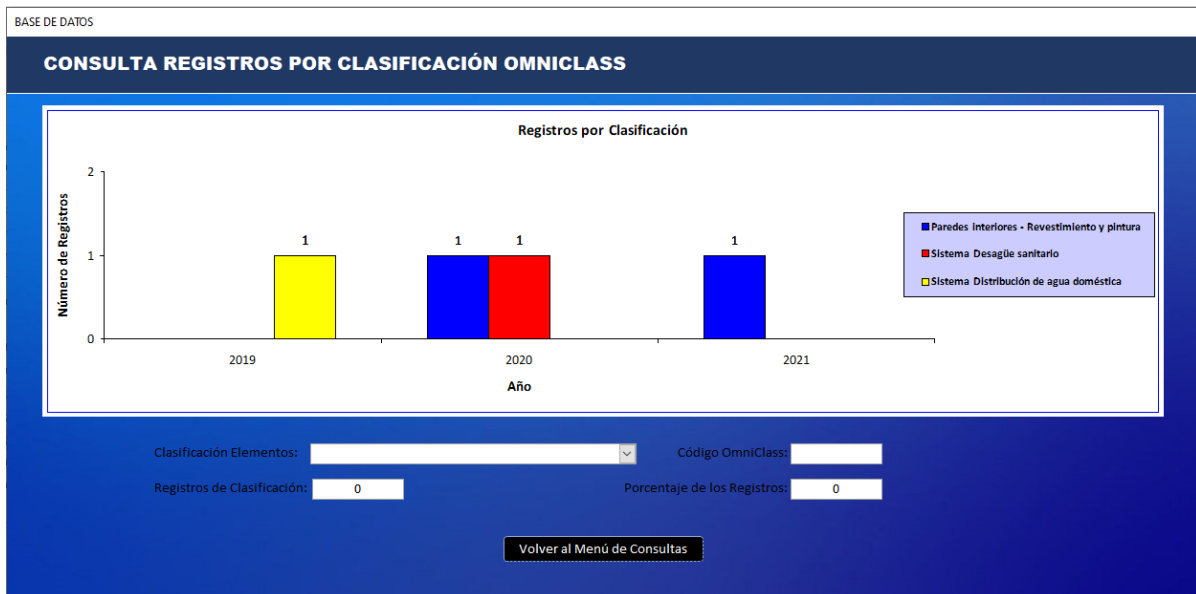 BASE DE DATOS
CONSULTA REGISTROS POR CLASIFICACIÓN OMNICLASS
Registros por Clasificación
Número de Registros
2
1
0
1
1
1
1
2019
2020
2021
Año
Paredes Interiores - Revestimiento y pintura
Sistema Desagüe sanitario
Sistema Distribución de agua doméstica
Clasificación Elementos:
Código OmniClass:
Registros de Clasificación: 0
Porcentaje de los Registros: 0
Volver al Menú de Consultas